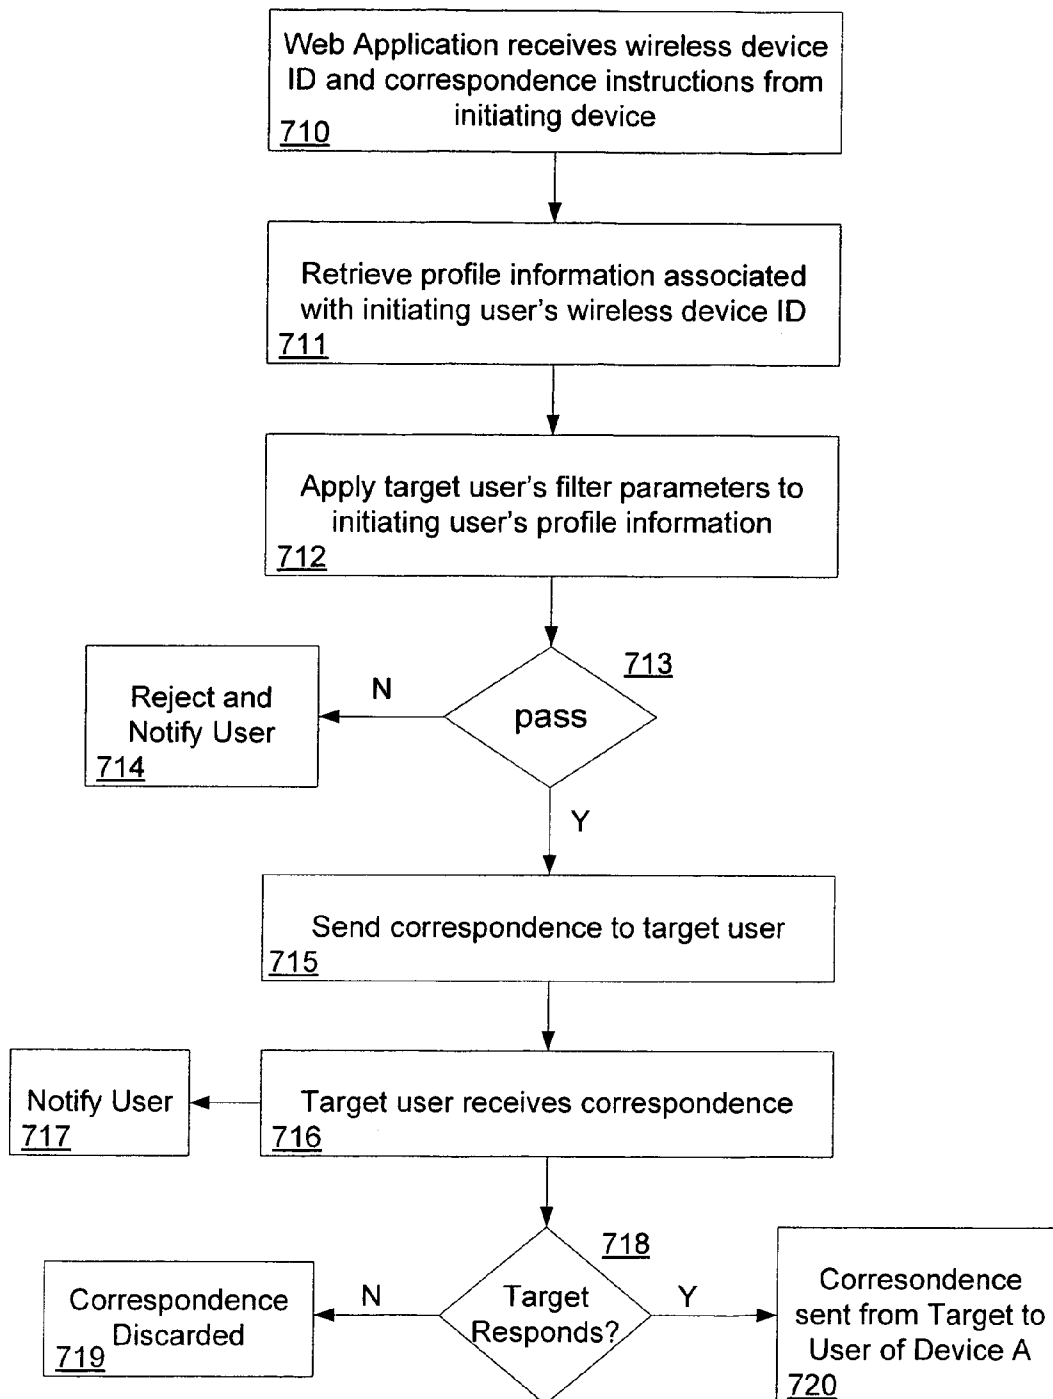 Web Application receives wireless device
ID and correspondence instructions from
initiating device
710
Retrieve profile information associated
with initiating user's wireless device ID
711
Apply target user's filter parameters to
initiating user's profile information
712
713
pass
N
Reject and
Notify User
714
Y
Send correspondence to target user
715
Target user receives correspondence
716
Notify User
717
718
Target
Responds?
N
Correspondence
Discarded
719
Y
Corresondence
sent from Target to
User of Device A
720